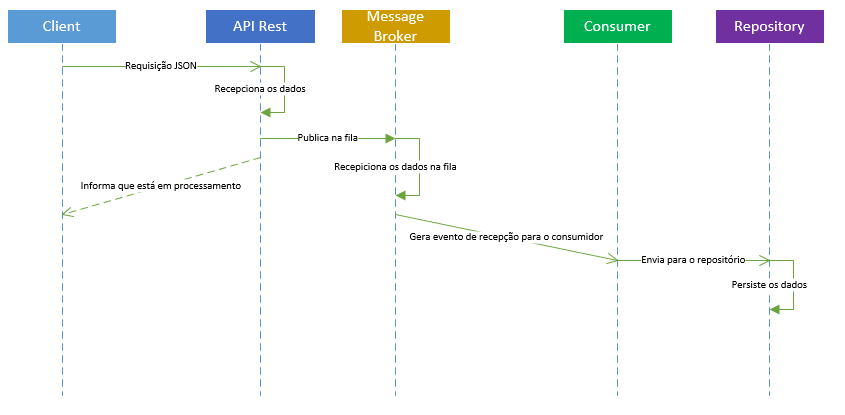 Client
API Rest
Message
Broker
Consumer
Repository
Requisição JSON
Recepciona os dados
Publica na fila
Recepiciona os dados na fila
Informa que está em processamento
Gera evento de recepção para o consumidor
Envia para o repositório
Persiste os dados